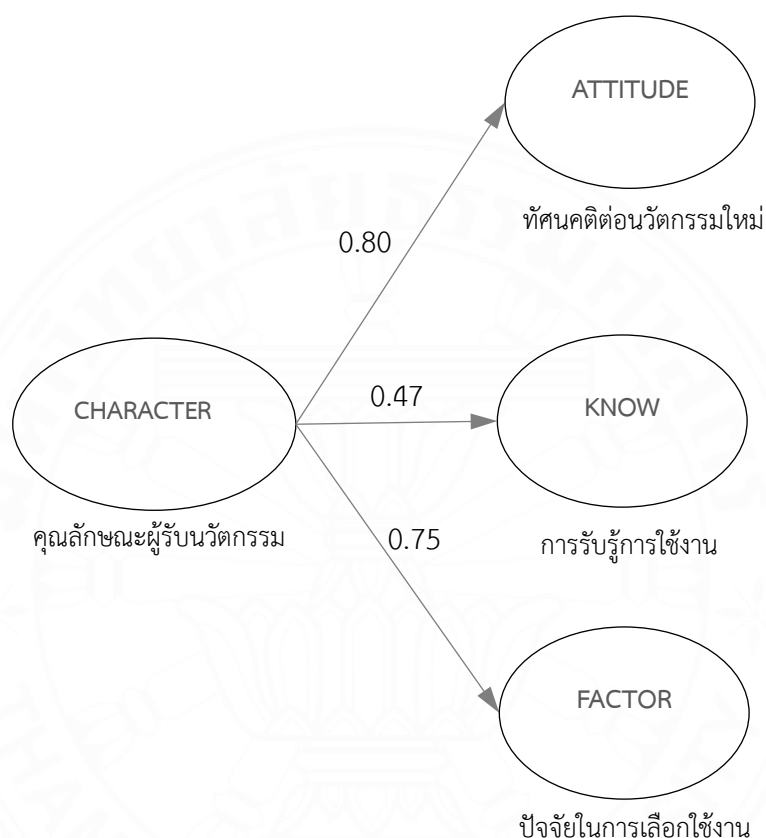 ATTITUDE
ทัศนคติต่อนวัตกรรมใหม่
0.80
CHARACTER
คุณลักษณะผู้รับนวัตกรรม
0.47
KNOW
การรับรู้การใช้งาน
0.75
FACTOR
ปัจจัยในการเลือกใช้งาน